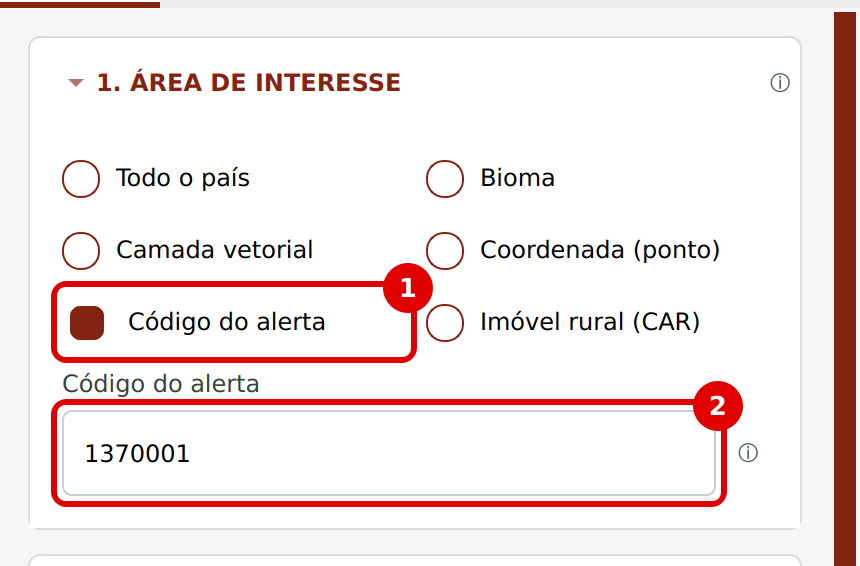 1. ÁREA DE INTERESSE
Todo o país
Bioma
Camada vetorial
Coordenada (ponto)
1
Código do alerta
Imóvel rural (CAR)
Código do alerta
2
1370001